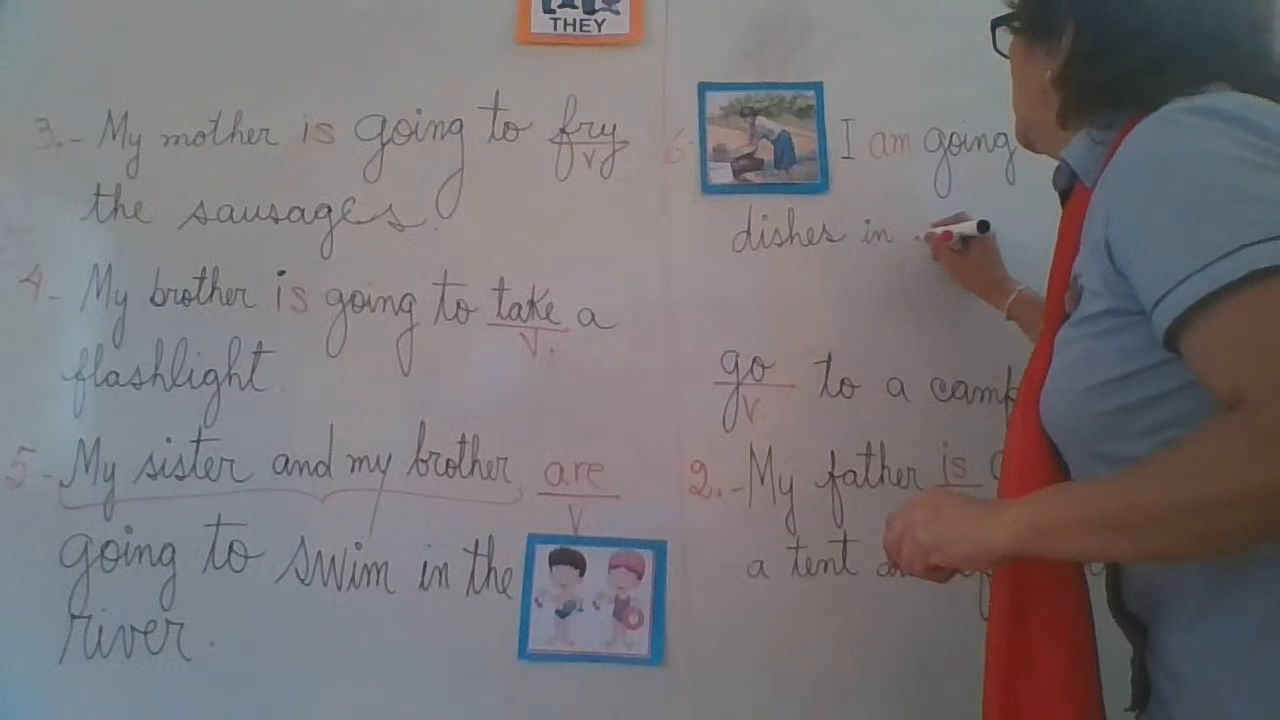 THEY
3.- My mother is going to fry
V
the sausages.
4- My brother is going to take a
V.
flashlight
5- My sister and my brother are
V
going to swim in the
river.
6. I am going
dishes in
go to a camp
V
2.- My father is
a tent